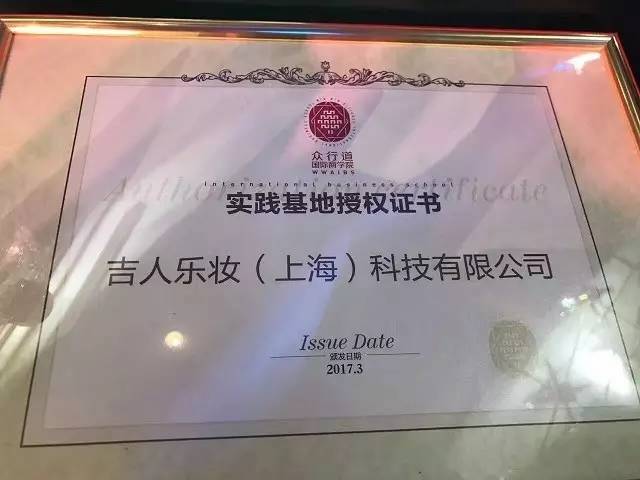 众行道
国际商学院
WWAIBS
international business school
实践基地授权证书
吉人乐妆（上海）科技有限公司
Issue Date
颁发日期
2017.3